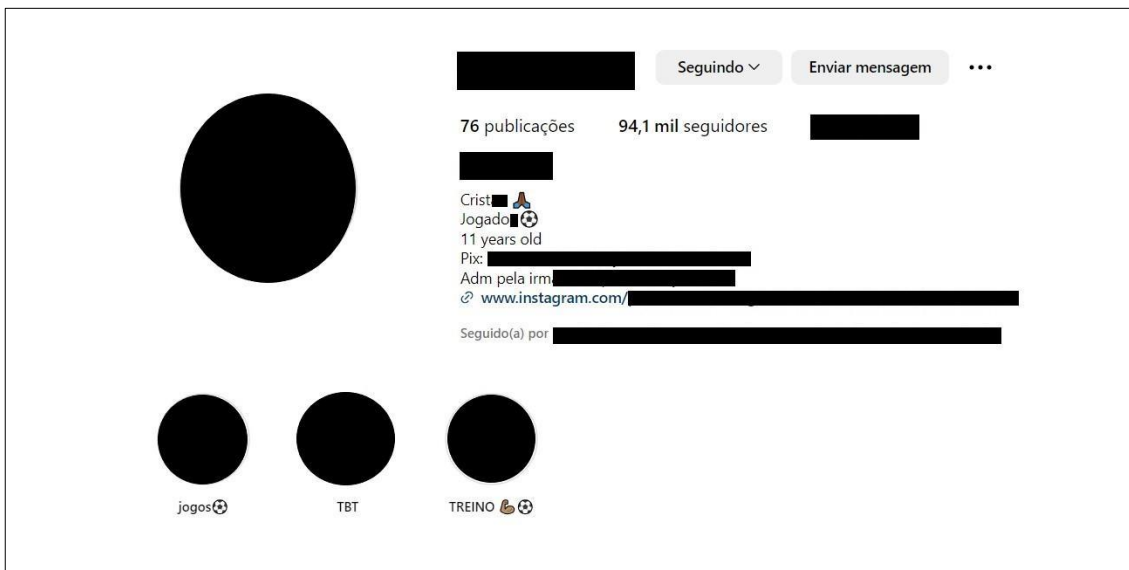 Seguindo Enviar mensagem
76 publicações 94,1 mil seguidores
Crist
Jogado
11 years old
Pix:
Adm pela irm
www.instagram.com/
Seguido(a) por
jogos TBT TREINO